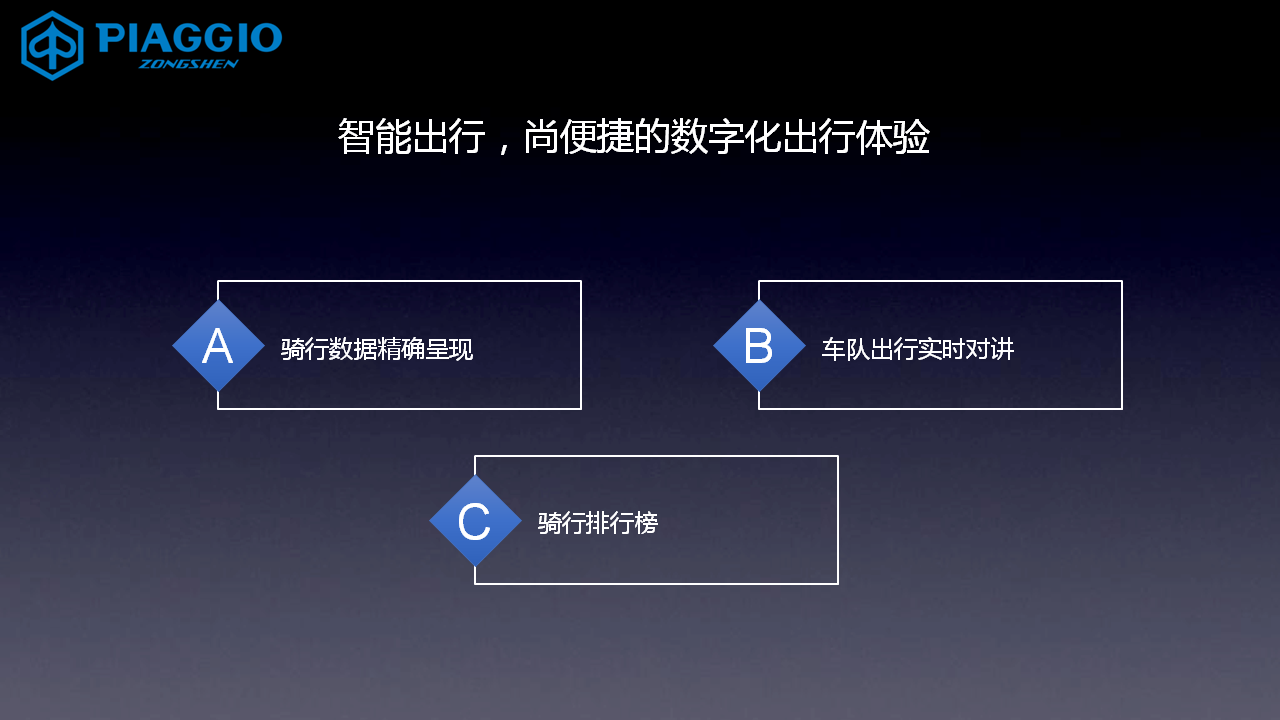 PIAGGIO
ZONGSHEN
智能出行，尚便捷的数字化出行体验
A
骑行数据精确呈现
B
车队出行实时对讲
C
骑行排行榜